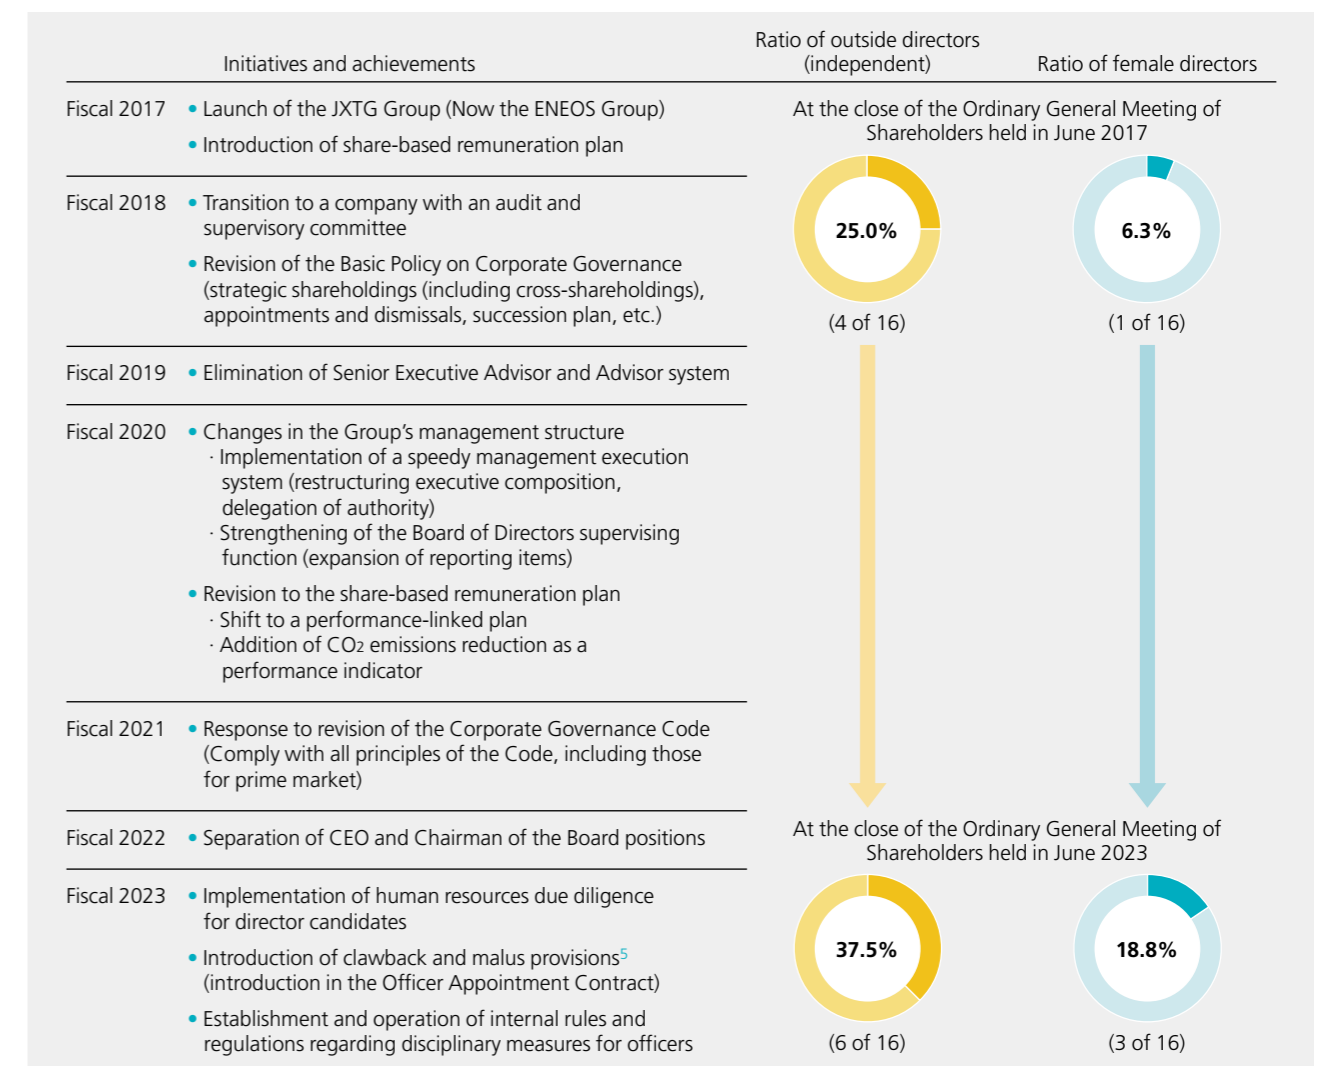 Initiatives and achievements
Ratio of outside directors
(independent)
Ratio of female directors
Fiscal 2017
• Launch of the JXTG Group (Now the ENEOS Group)
• Introduction of share-based remuneration plan
Fiscal 2018
• Transition to a company with an audit and
supervisory committee
• Revision of the Basic Policy on Corporate Governance
(strategic shareholdings (including cross-shareholdings),
appointments and dismissals, succession plan, etc.)
Fiscal 2019
• Elimination of Senior Executive Advisor and Advisor system
Fiscal 2020
• Changes in the Group’s management structure
· Implementation of a speedy management execution
system (restructuring executive composition,
delegation of authority)
· Strengthening of the Board of Directors supervising
function (expansion of reporting items)
• Revision to the share-based remuneration plan
· Shift to a performance-linked plan
· Addition of CO2 emissions reduction as a
performance indicator
Fiscal 2021
• Response to revision of the Corporate Governance Code
(Comply with all principles of the Code, including those
for prime market)
Fiscal 2022
• Separation of CEO and Chairman of the Board positions
Fiscal 2023
• Implementation of human resources due diligence
for director candidates
• Introduction of clawback and malus provisions5
(introduction in the Officer Appointment Contract)
• Establishment and operation of internal rules and
regulations regarding disciplinary measures for officers
At the close of the Ordinary General Meeting of
Shareholders held in June 2017
25.0%
(4 of 16)
6.3%
(1 of 16)
At the close of the Ordinary General Meeting of
Shareholders held in June 2023
37.5%
(6 of 16)
18.8%
(3 of 16)